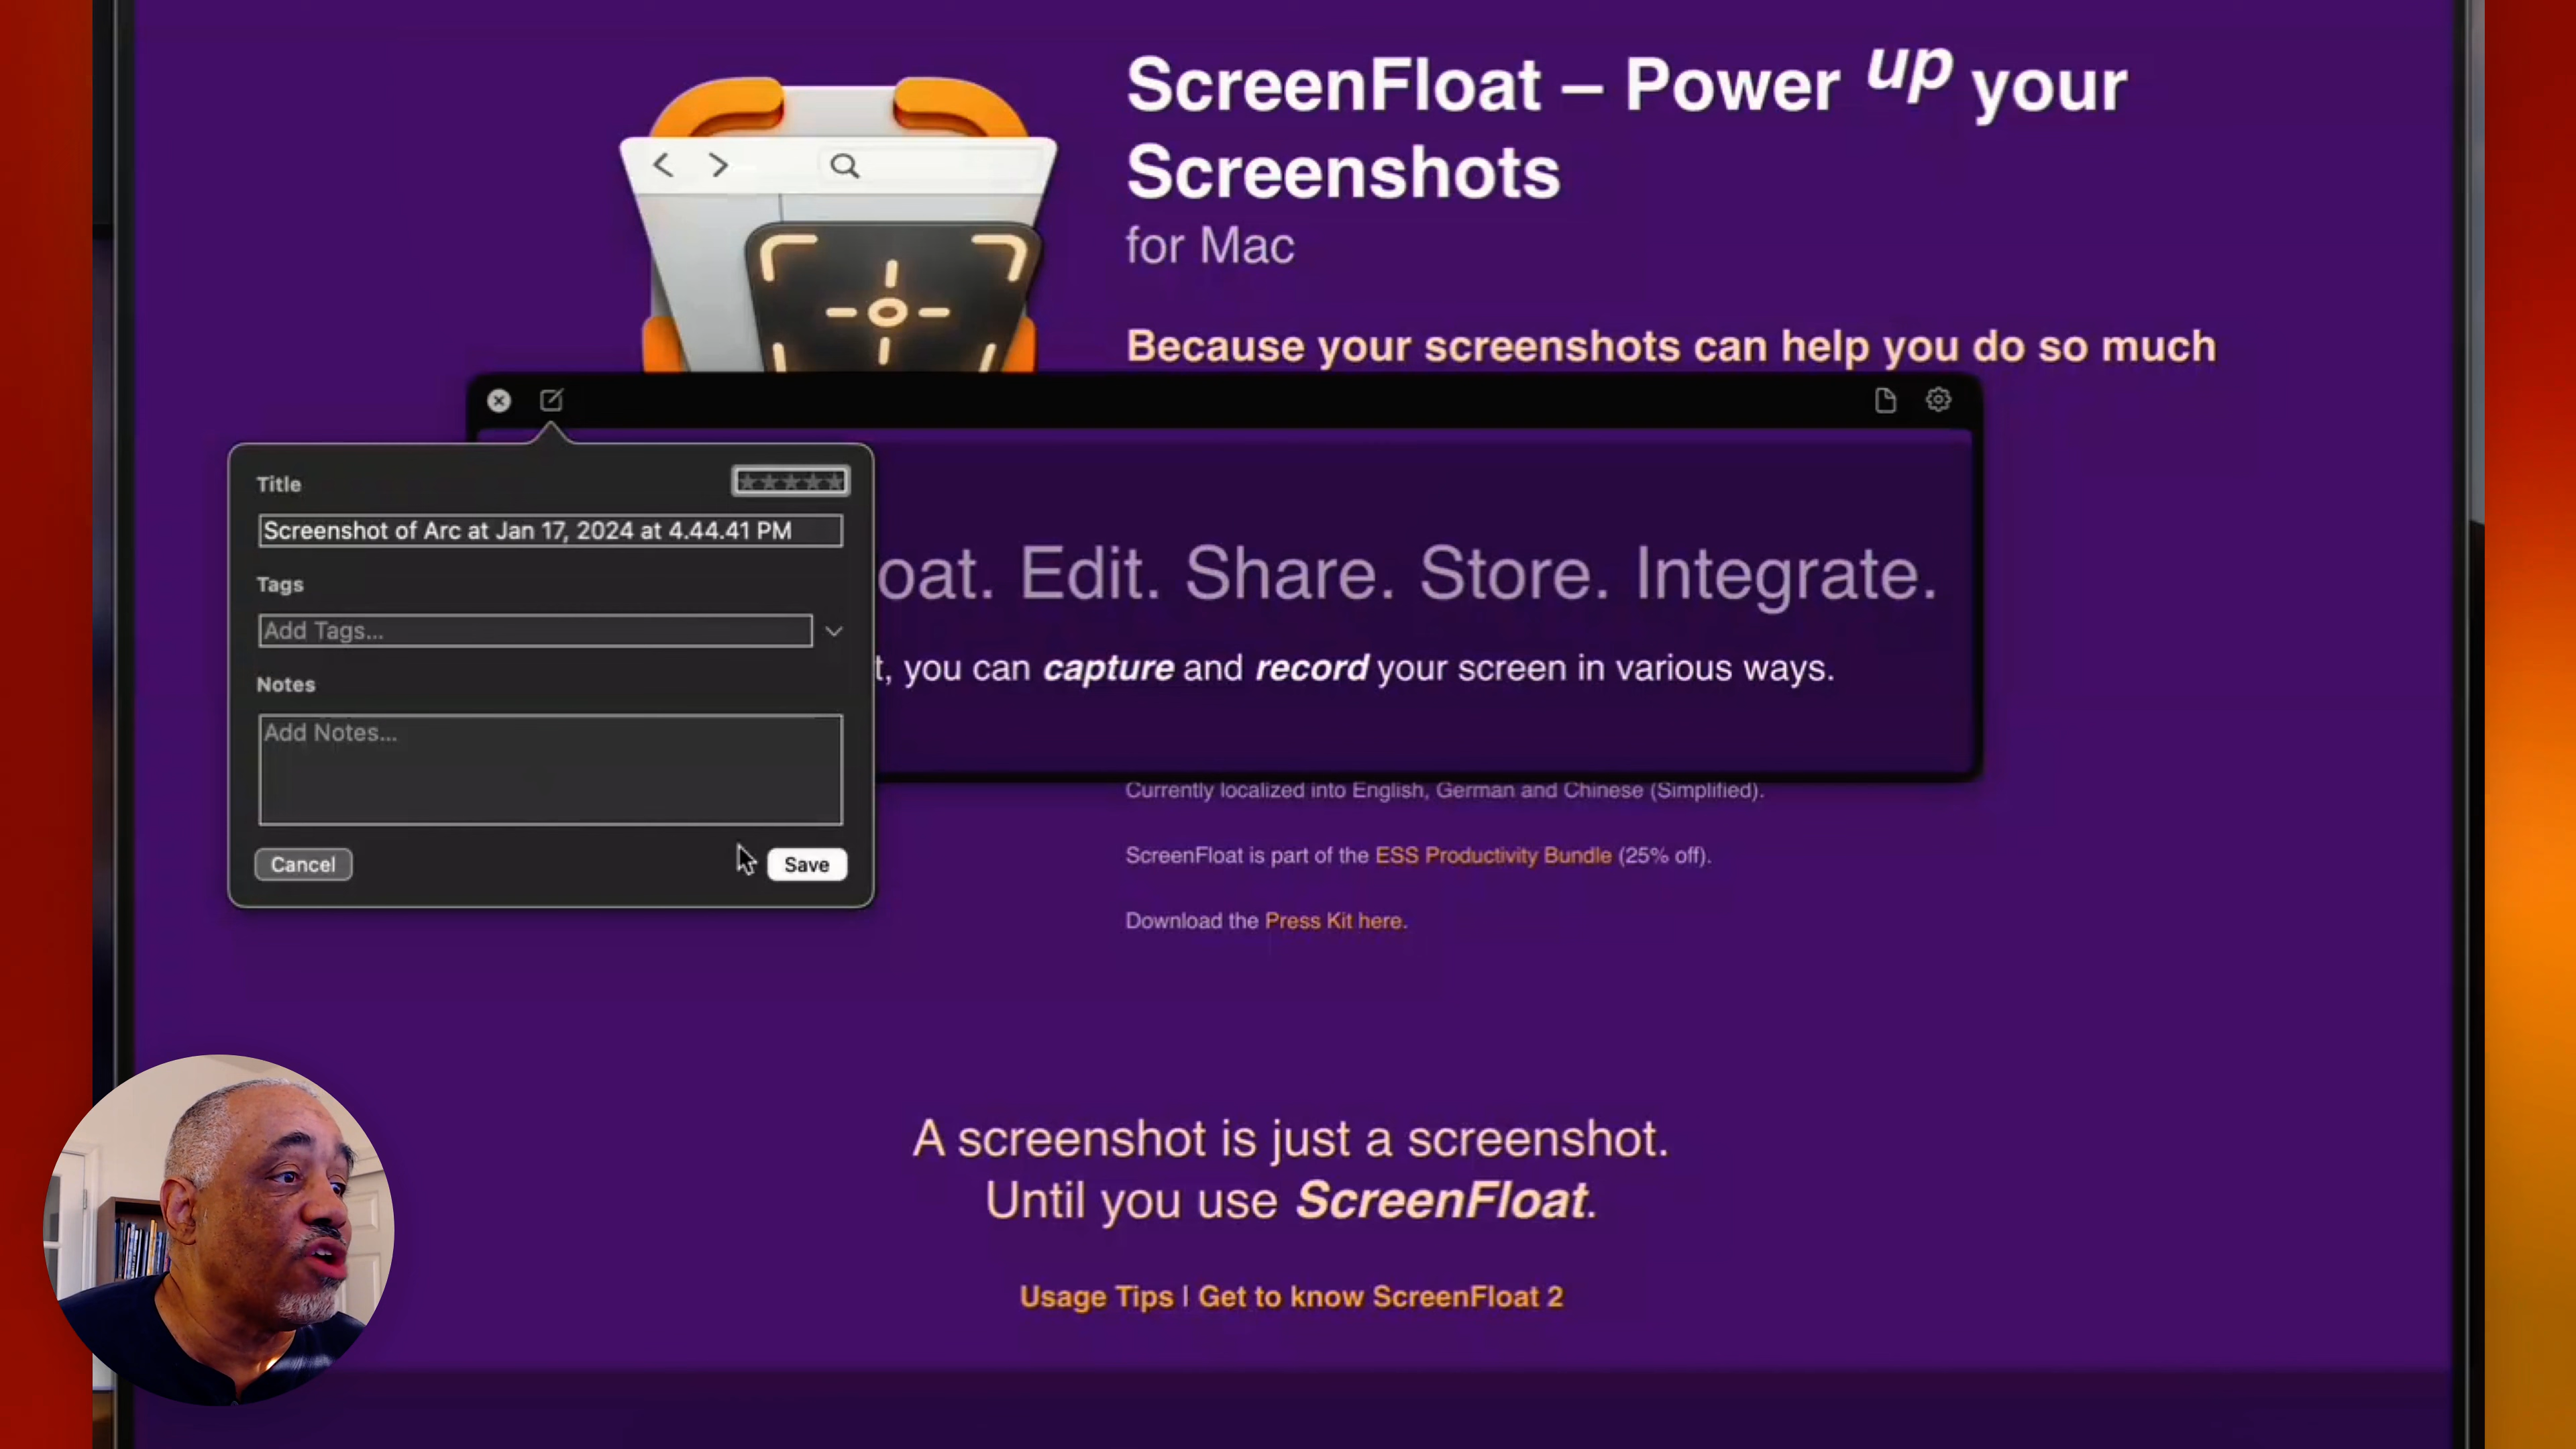 ScreenFloat – Power up your
Screenshots
for Mac
Because your screenshots can help you do so much
Title
Screenshot of Arc at Jan 17, 2024 at 4.44.41 PM
Tags
Add Tags...
Notes
Add Notes...
Cancel
Save
oat. Edit. Share. Store. Integrate.
t, you can capture and record your screen in various ways.
Currently localized into English, German and Chinese (Simplified).
ScreenFloat is part of the ESS Productivity Bundle (25% off).
Download the Press Kit here.
A screenshot is just a screenshot.
Until you use ScreenFloat.
Usage Tips | Get to know ScreenFloat 2